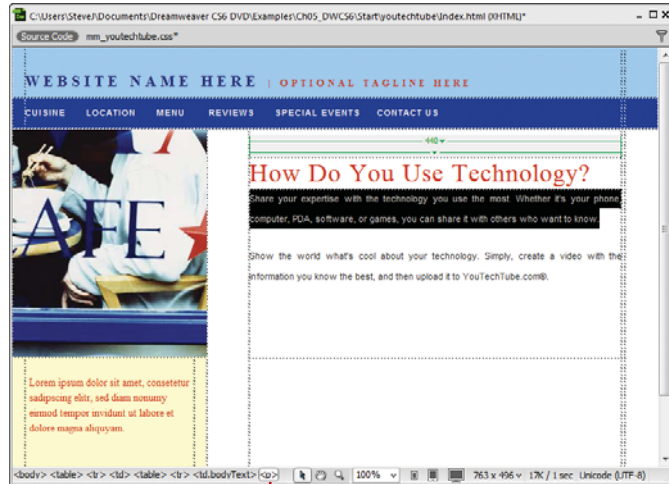 C:\Users\SteveJ\Documents\Dreamweaver CS6 DVD\Examples\Ch05_DWCS6\Start\youtechtube\Index.html (XHTML)*
Source Code mm_youtechtube.css*
WEBSITE NAME HERE | OPTIONAL TAGLINE HERE
CUISINE LOCATION MENU REVIEWS SPECIAL EVENTS CONTACT US
440
How Do You Use Technology?
Share your expertise with the technology you use the most. Whether it's your phone,
computer, PDA, software, or games, you can share it with others who want to know.
AFE
Show the world what's cool about your technology. Simply, create a video with the
information you know the best, and then upload it to YouTechTube.com®.
Lorem ipsum dolor sit amet, consetetur
sadipscing elitr, sed diam nonumy
eirmod tempor invidunt ut labore et
dolore magna aliquyam.
<body> <table> <tr> <td> <table> <tr> <td.bodyText> <p> 100% 763 x 496 17K / 1 sec Unicode (UTF-8)